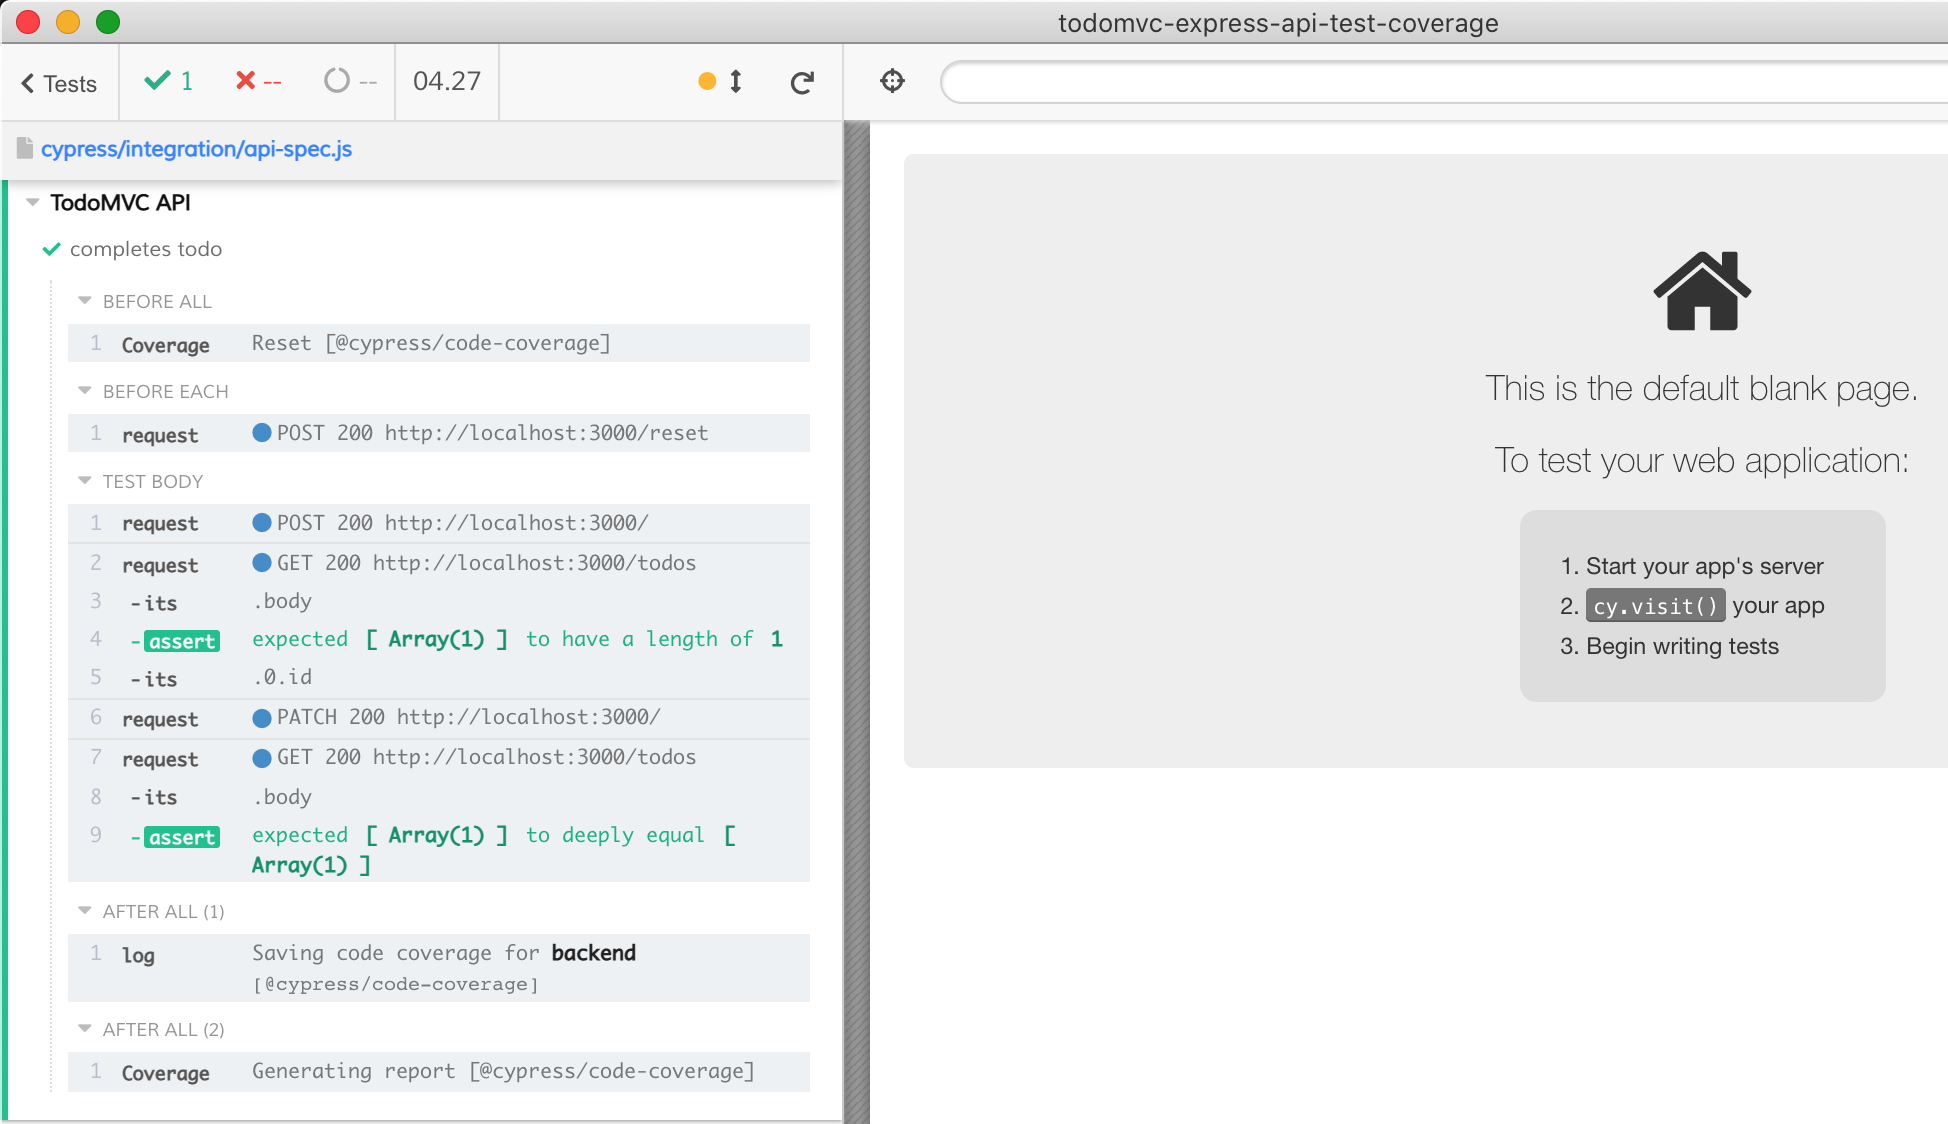 todomvc-express-api-test-coverage
Tests
1
--
--
04.27
cypress/integration/api-spec.js
TodoMVC API
completes todo
BEFORE ALL
1 Coverage Reset [@cypress/code-coverage]
BEFORE EACH
1 request POST 200 http://localhost:3000/reset
TEST BODY
1 request POST 200 http://localhost:3000/
2 request GET 200 http://localhost:3000/todos
3 -its .body
4 -assert expected [ Array(1) ] to have a length of 1
5 -its .0.id
6 request PATCH 200 http://localhost:3000/
7 request GET 200 http://localhost:3000/todos
8 -its .body
9 -assert expected [ Array(1) ] to deeply equal [
Array(1) ]
AFTER ALL (1)
1 log Saving code coverage for backend
[@cypress/code-coverage]
AFTER ALL (2)
1 Coverage Generating report [@cypress/code-coverage]
This is the default blank page.
To test your web application:
1. Start your app's server
2. cy.visit() your app
3. Begin writing tests